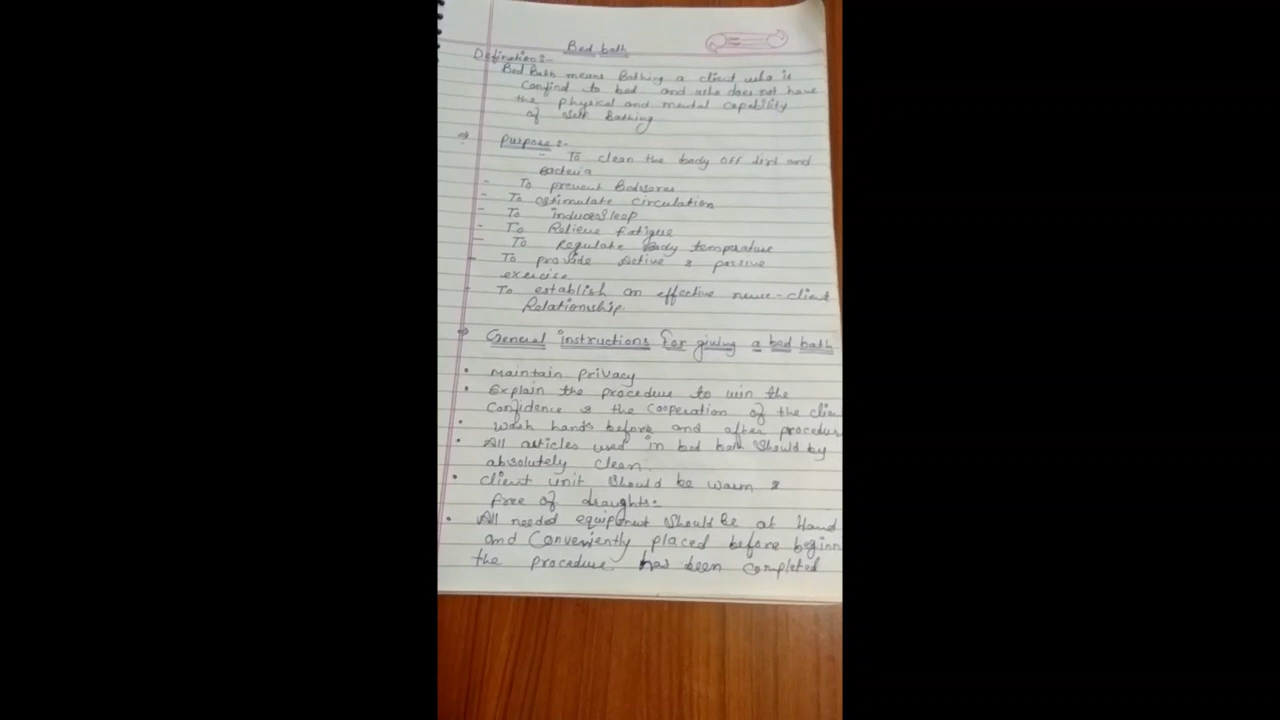 Bed bath
Defination:-
Bed Bath means Bathing a client who is
confind to bed and who does not have
the physical and mental capability
of self Bathing
Purpose:-
- To clean the body off dirt and
Bacteria
- To prevent Bedsores
- To stimulate circulation
- To induce sleep
- To Relieve fatigue
- To Regulate Body temperature
- To provide Active & passive
exercise
- To establish an effective nurse-client
Relationship.
General instructions For giving a bed bath
• Maintain privacy
• Explain the procedure to win the
Confidence & the cooperation of the clie
• Wash hands before and after procedur
• All articles used in bed bath should by
absolutely clean.
• Client unit should be warm &
free of draughts.
• All needed equipment should be at Hand
and Conveniently placed before beginn
the procedure. has been completed